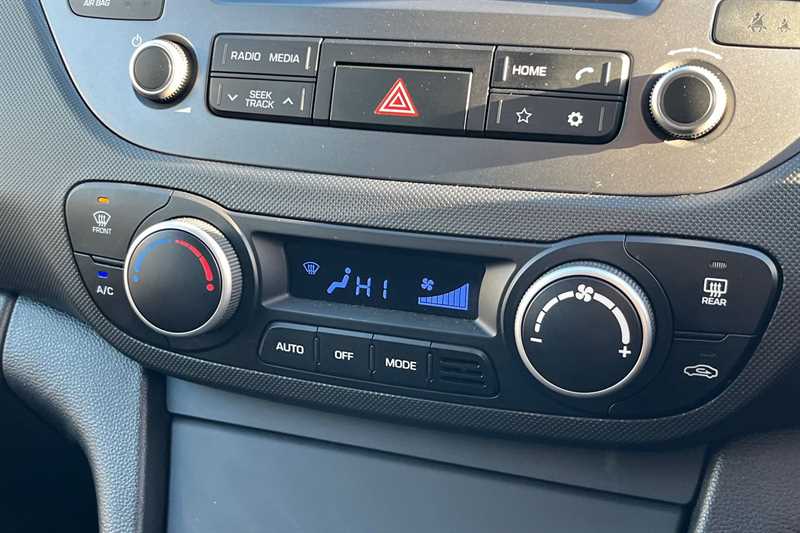 AIR BAG
RADIO MEDIA
SEEK
TRACK
HOME
FRONT
A/C
HI
REAR
AUTO
OFF
MODE